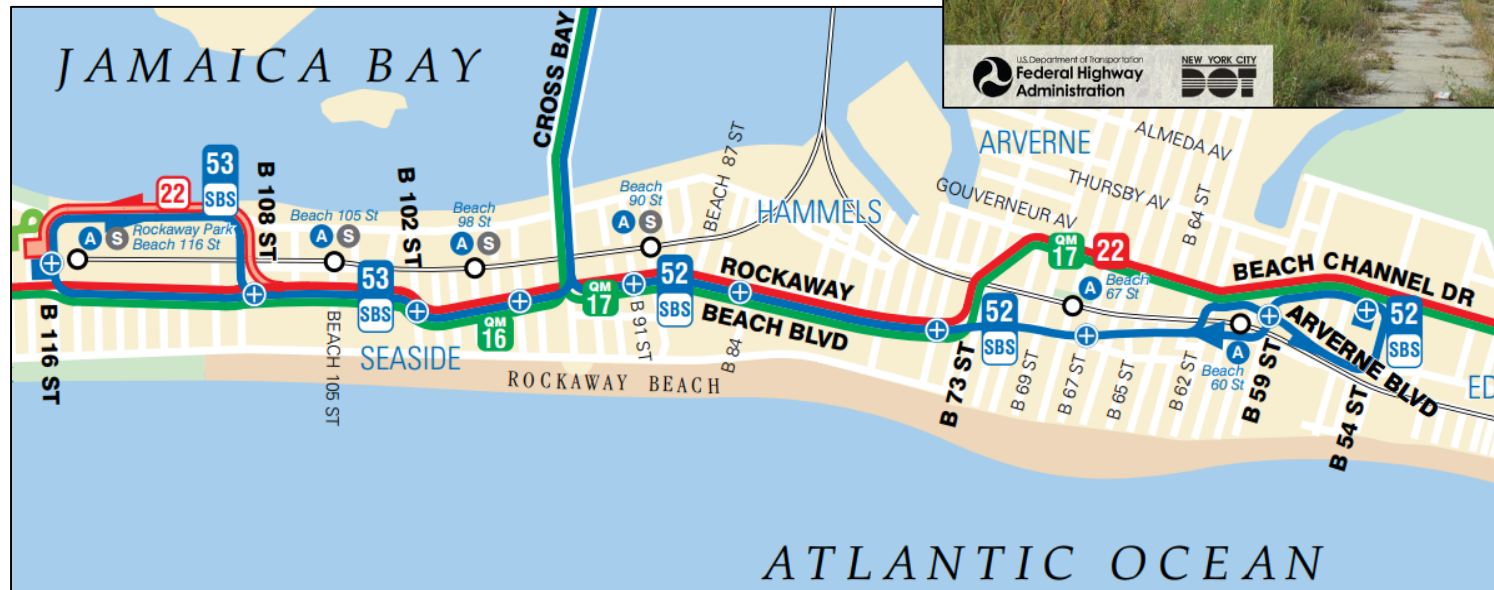 JAMAICA BAY
CROSS BAY
U.S. Department of Transportation
Federal Highway
Administration
NEW YORK CITY
DOT
ARVERNE
ALMEDA AV
THURSBY AV
GOUVERNEUR AV
B 64 ST
22
53
SBS
B 108 ST
A S Rockaway Park
Beach 116 St
Beach 105 St
A S
B 102 ST
Beach
98 St
A S
Beach
90 St
A S
BEACH 87 ST
HAMMELS
53
SBS
QM
16
QM
17
52
SBS
ROCKAWAY
BEACH BLVD
QM
17
22
A Beach
67 St
BEACH CHANNEL DR
B 116 ST
BEACH 105 ST
SEASIDE
ROCKAWAY BEACH
B 91 ST
B 84
B 73 ST
52
SBS
B 69 ST
B 67 ST
B 65 ST
B 62 ST
A
Beach
60 St
B 59 ST
ARVERNE BLVD
B 54 ST
52
SBS
ED
ATLANTIC OCEAN